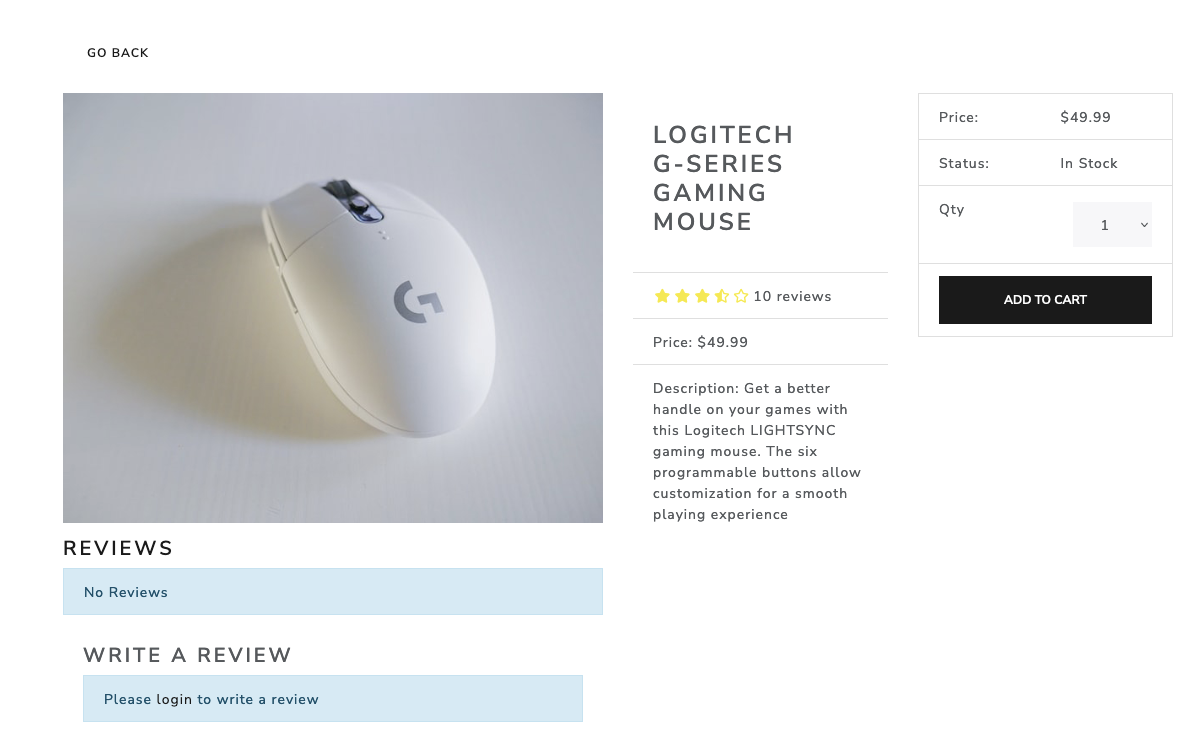 GO BACK
LOGITECH
G-SERIES
GAMING
MOUSE
10 reviews
Price: $49.99
Description: Get a better
handle on your games with
this Logitech LIGHTSYNC
gaming mouse. The six
programmable buttons allow
customization for a smooth
playing experience
Price: $49.99
Status: In Stock
Qty 1
ADD TO CART
REVIEWS
No Reviews
WRITE A REVIEW
Please login to write a review